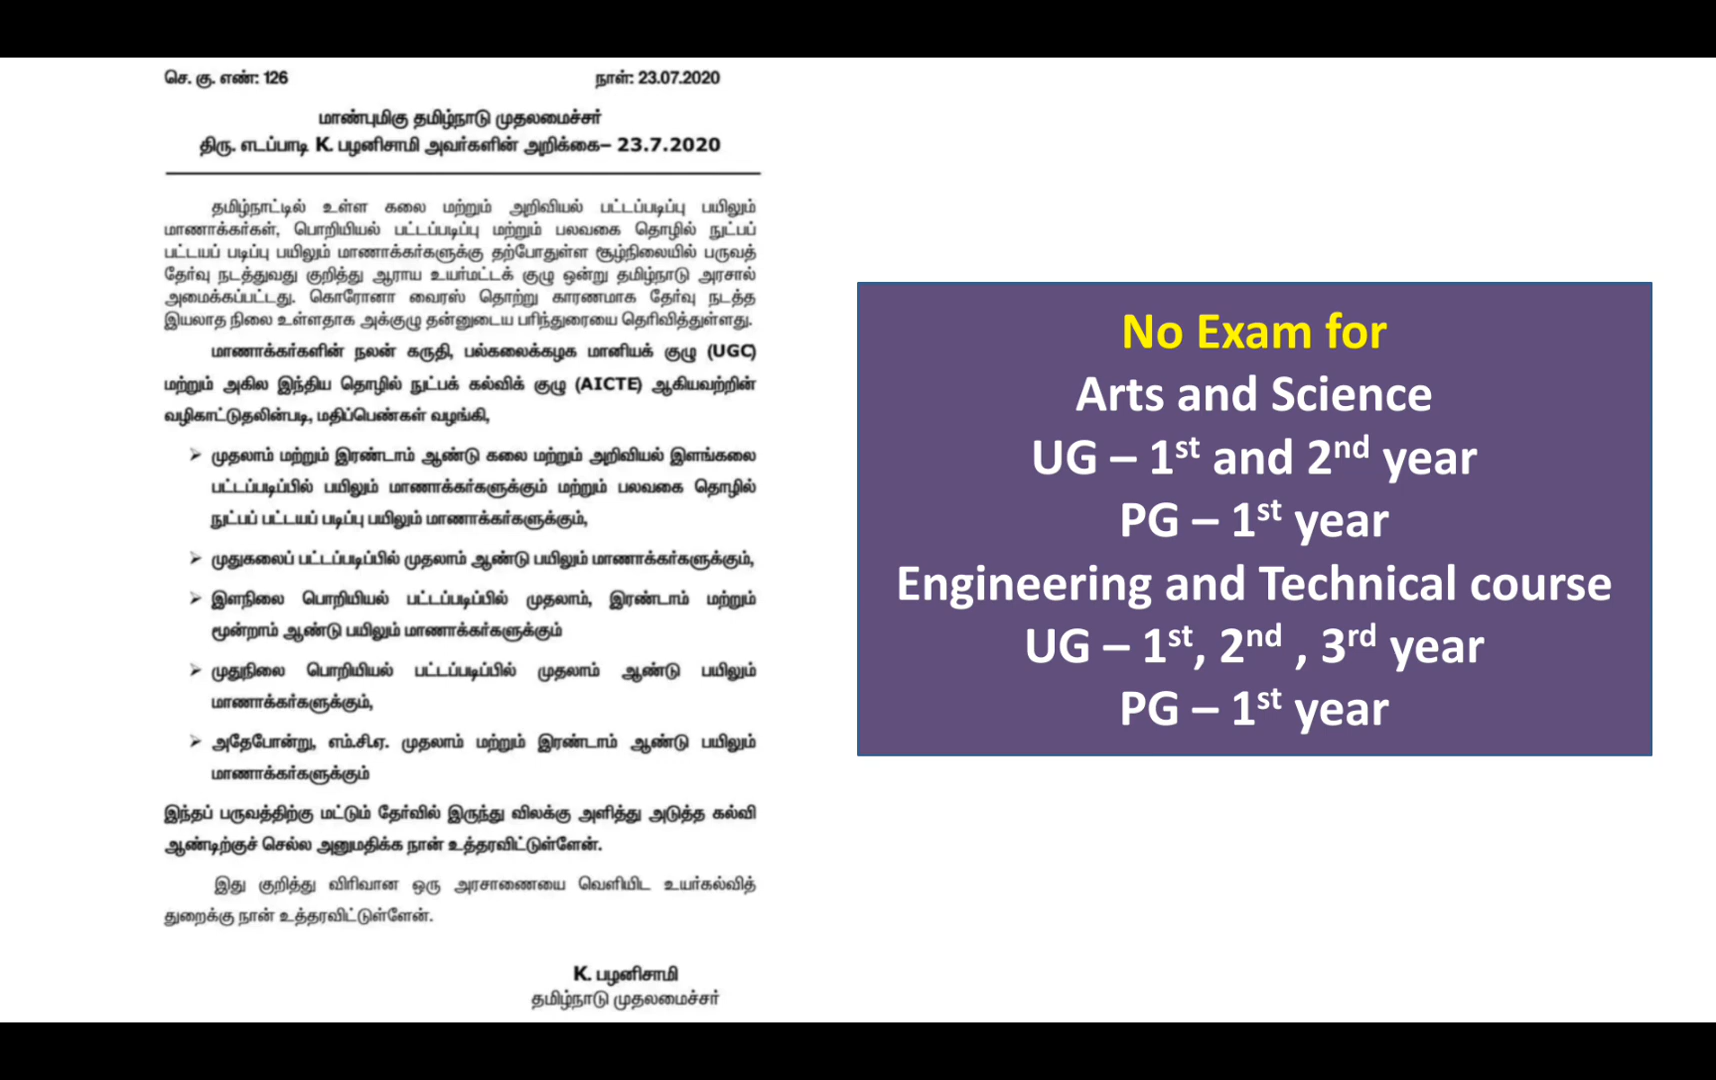 செ. கு. எண்: 126 நாள்: 23.07.2020
மாண்புமிகு தமிழ்நாடு முதலமைச்சர்
திரு. எடப்பாடி K. பழனிசாமி அவர்களின் அறிக்கை– 23.7.2020
தமிழ்நாட்டில் உள்ள கலை மற்றும் அறிவியல் பட்டப்படிப்பு பயிலும்
மாணாக்கர்கள், பொறியியல் பட்டப்படிப்பு மற்றும் பலவகை தொழில் நுட்பப்
பட்டயப் படிப்பு பயிலும் மாணாக்கர்களுக்கு தற்போதுள்ள சூழ்நிலையில் பருவத்
தேர்வு நடத்துவது குறித்து ஆராய உயர்மட்டக் குழு ஒன்று தமிழ்நாடு அரசால்
அமைக்கப்பட்டது. கொரோனா வைரஸ் தொற்று காரணமாக தேர்வு நடத்த
இயலாத நிலை உள்ளதாக அக்குழு தன்னுடைய பரிந்துரையை தெரிவித்துள்ளது.
மாணாக்கர்களின் நலன் கருதி, பல்கலைக்கழக மானியக் குழு (UGC)
மற்றும் அகில இந்திய தொழில் நுட்பக் கல்விக் குழு (AICTE) ஆகியவற்றின்
வழிகாட்டுதலின்படி, மதிப்பெண்கள் வழங்கி,
➢ முதலாம் மற்றும் இரண்டாம் ஆண்டு கலை மற்றும் அறிவியல் இளங்கலை
பட்டப்படிப்பில் பயிலும் மாணாக்கர்களுக்கும் மற்றும் பலவகை தொழில்
நுட்பப் பட்டயப் படிப்பு பயிலும் மாணாக்கர்களுக்கும்,
➢ முதுகலைப் பட்டப்படிப்பில் முதலாம் ஆண்டு பயிலும் மாணாக்கர்களுக்கும்,
➢ இளநிலை பொறியியல் பட்டப்படிப்பில் முதலாம், இரண்டாம் மற்றும்
மூன்றாம் ஆண்டு பயிலும் மாணாக்கர்களுக்கும்
➢ முதுநிலை பொறியியல் பட்டப்படிப்பில் முதலாம் ஆண்டு பயிலும்
மாணாக்கர்களுக்கும்,
➢ அதேபோன்று, எம்.சி.ஏ. முதலாம் மற்றும் இரண்டாம் ஆண்டு பயிலும்
மாணாக்கர்களுக்கும்
இந்தப் பருவத்திற்கு மட்டும் தேர்வில் இருந்து விலக்கு அளித்து அடுத்த கல்வி
ஆண்டிற்குச் செல்ல அனுமதிக்க நான் உத்தரவிட்டுள்ளேன்.
இது குறித்து விரிவான ஒரு அரசாணையை வெளியிட உயர்கல்வித்
துறைக்கு நான் உத்தரவிட்டுள்ளேன்.
K. பழனிசாமி
தமிழ்நாடு முதலமைச்சர்
No Exam for
Arts and Science
UG – 1st and 2nd year
PG – 1st year
Engineering and Technical course
UG – 1st, 2nd , 3rd year
PG – 1st year